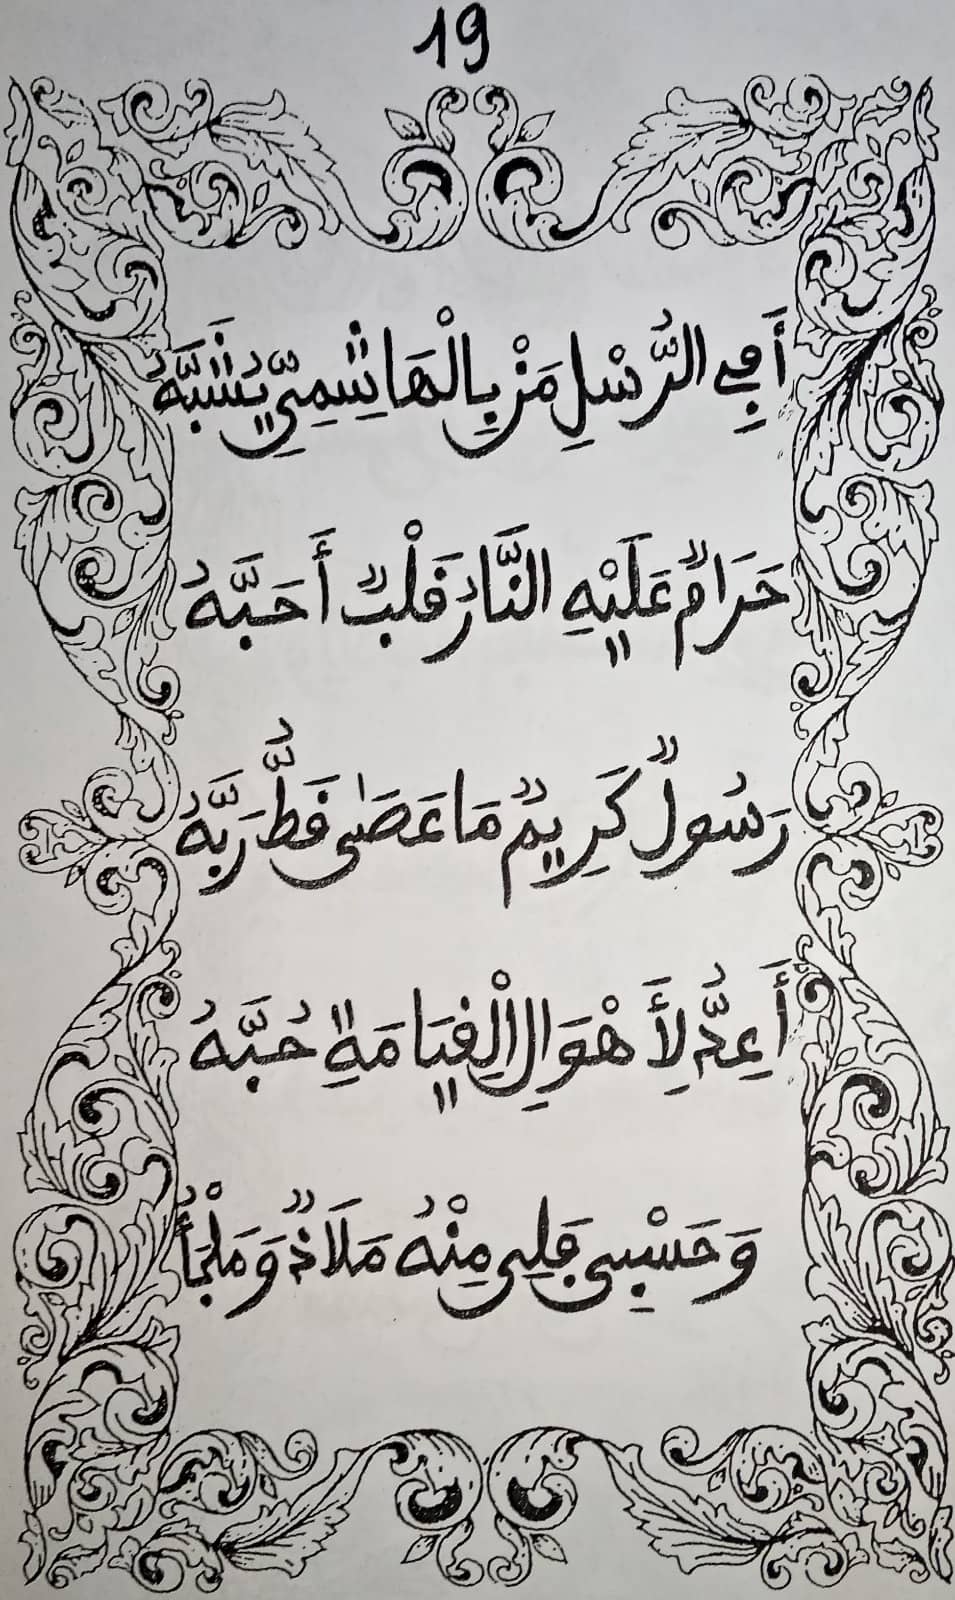 19
أَفِي الرُّسْلِ مَنْ بِالْهَاشِمِيِّ نُشَبِّهُ
حَرَامٌ عَلَيْهِ النَّارُ قَلْبٌ أَحَبَّهُ
رَسُولٌ كَرِيمٌ مَا عَصَى قَطُّ رَبَّهُ
أَعِدُّ لِأَهْوَالِ الْقِيَامَةِ حُبَّهُ
وَحَسْبِي فَلِي مِنْهُ مَلَاذٌ وَمَلْجَأُ